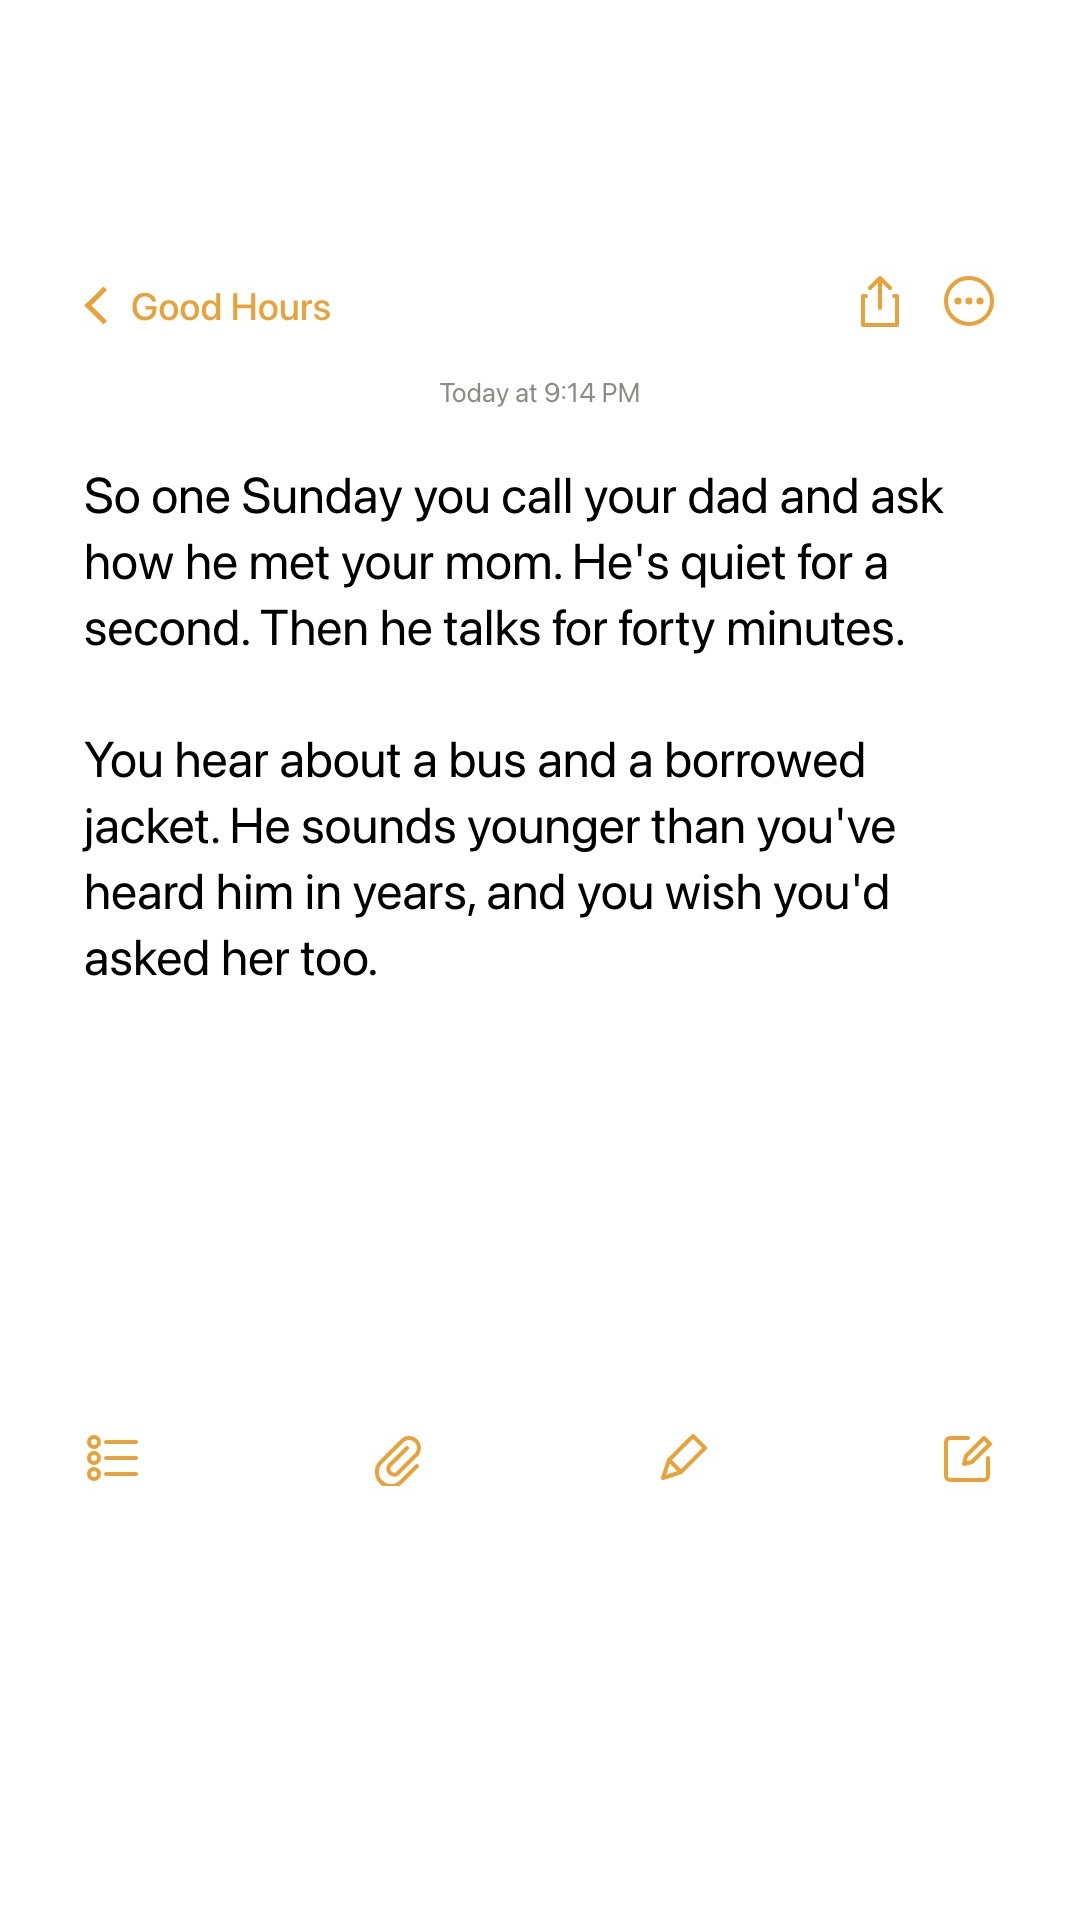 Good Hours
Today at 9:14 PM
So one Sunday you call your dad and ask
how he met your mom. He's quiet for a
second. Then he talks for forty minutes.
You hear about a bus and a borrowed
jacket. He sounds younger than you've
heard him in years, and you wish you'd
asked her too.